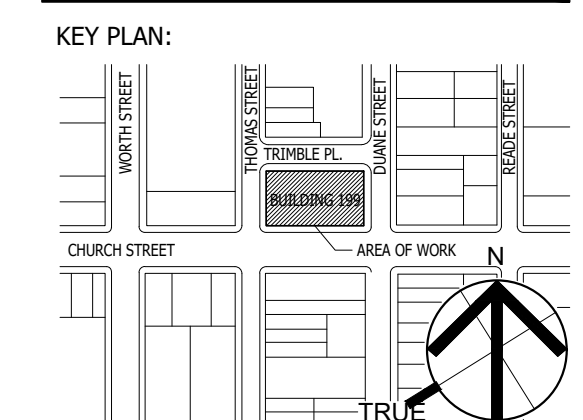 KEY PLAN:
WORTH STREET
THOMAS STREET
DUANE STREET
READE STREET
TRIMBLE PL.
BUILDING 199
CHURCH STREET
AREA OF WORK
N
TRUE